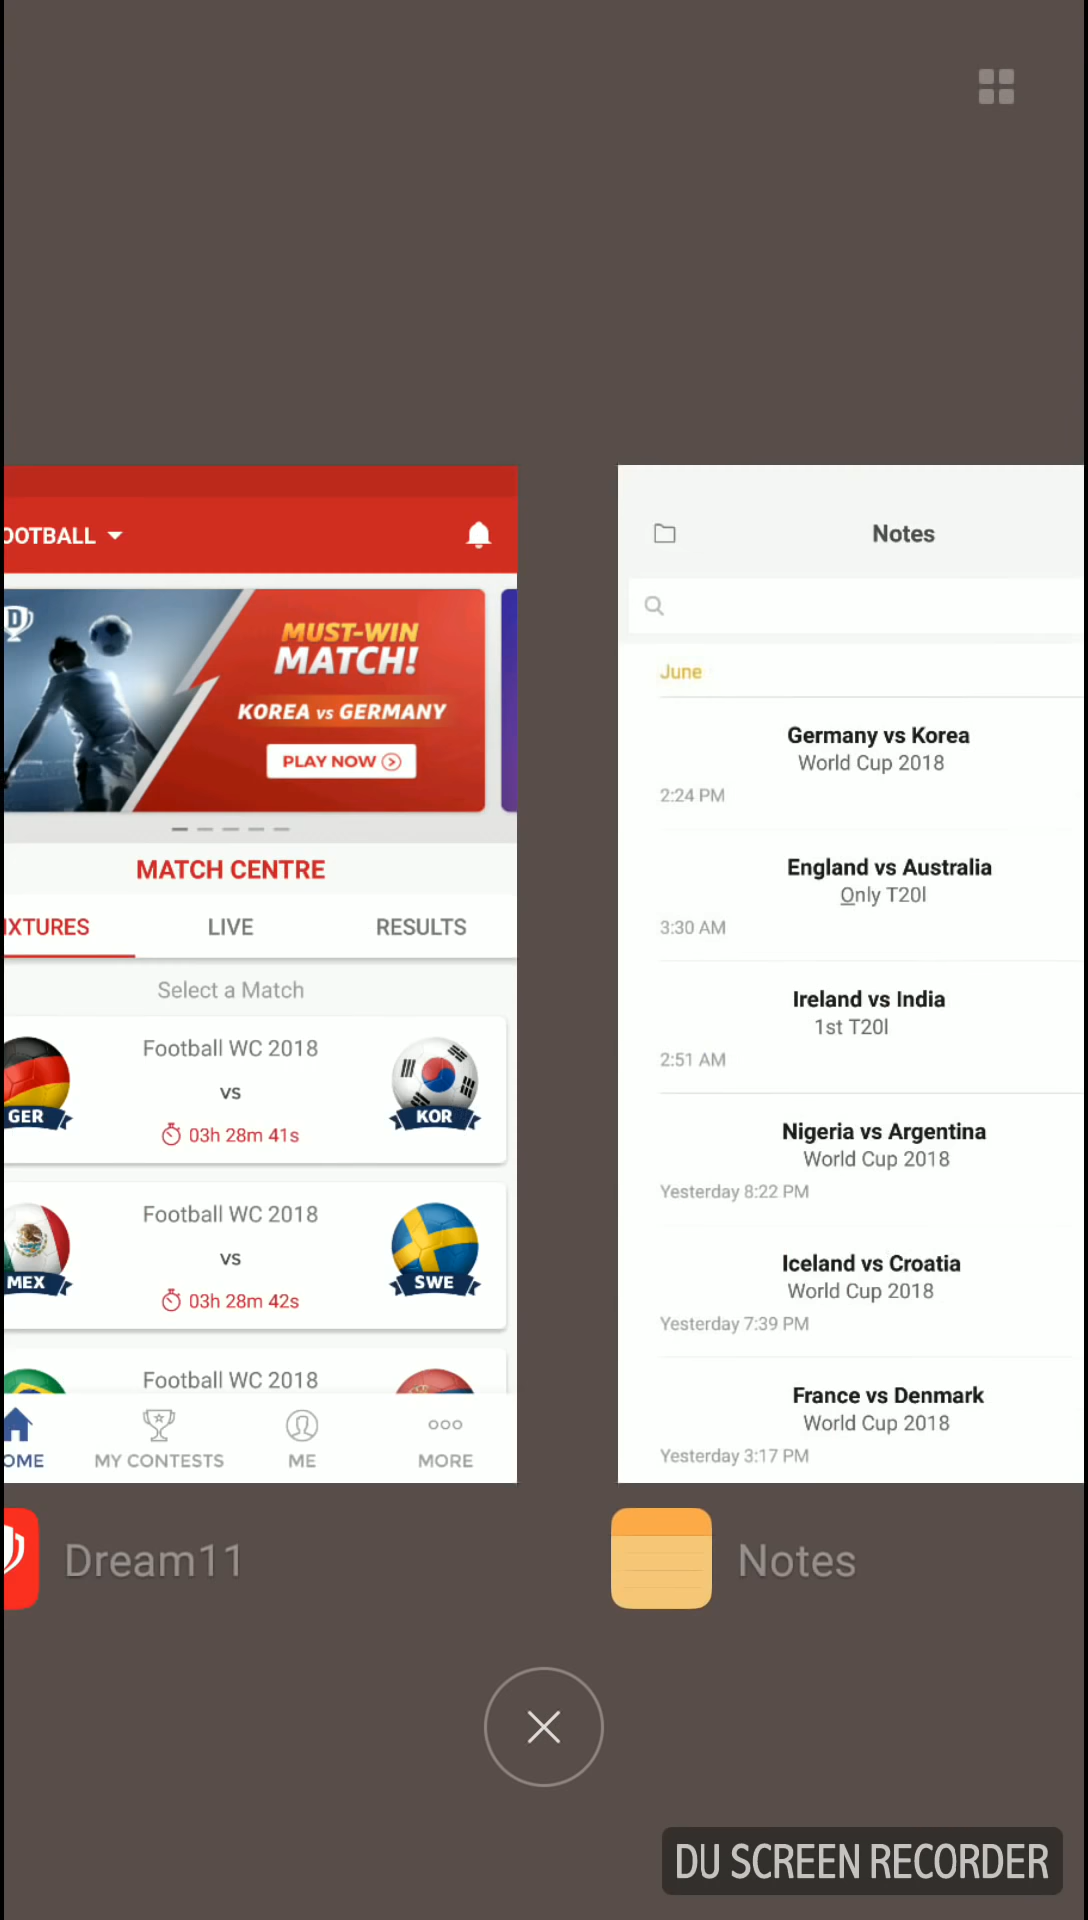 OOTBALL
D
MUST-WIN
MATCH!
KOREA vs GERMANY
PLAY NOW
MATCH CENTRE
IXTURES LIVE RESULTS
Select a Match
Football WC 2018
vs
GER KOR
03h 28m 41s
Football WC 2018
vs
MEX SWE
03h 28m 42s
Football WC 2018
OME MY CONTESTS ME MORE
Dream11
Notes
June
Germany vs Korea
World Cup 2018
2:24 PM
England vs Australia
Only T20I
3:30 AM
Ireland vs India
1st T20I
2:51 AM
Nigeria vs Argentina
World Cup 2018
Yesterday 8:22 PM
Iceland vs Croatia
World Cup 2018
Yesterday 7:39 PM
France vs Denmark
World Cup 2018
Yesterday 3:17 PM
Notes
DU SCREEN RECORDER